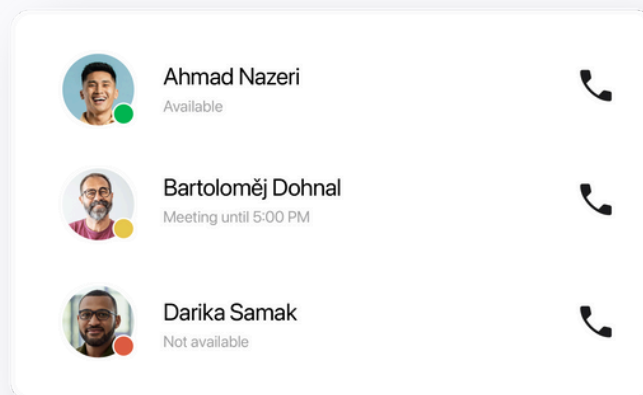 Ahmad Nazeri
Available
Bartoloměj Dohnal
Meeting until 5:00 PM
Darika Samak
Not available